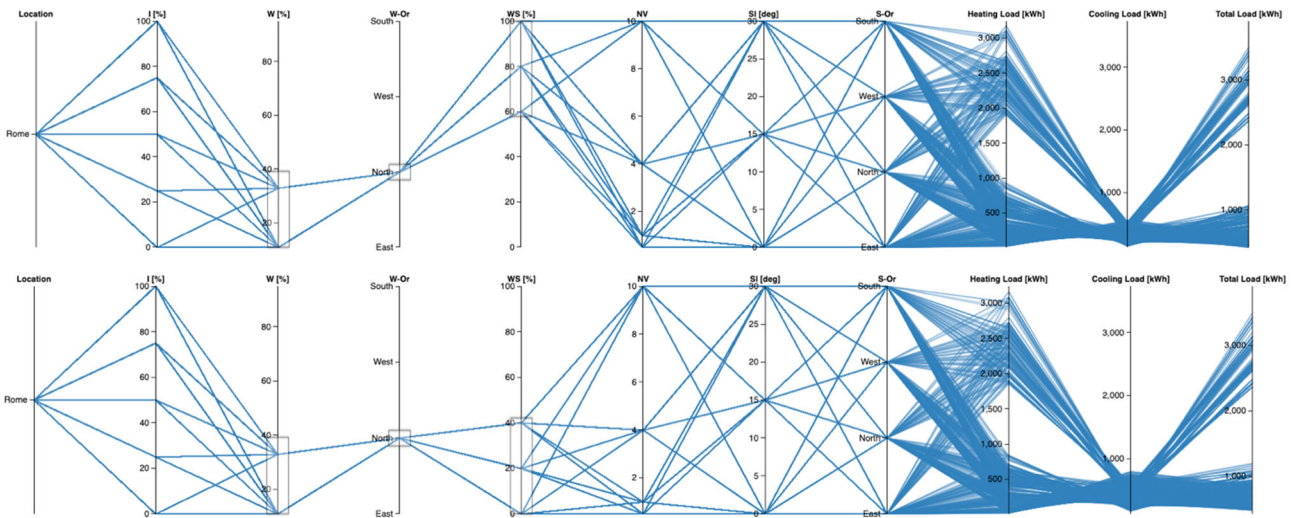 Location I [%] W [%] W-Or WS [%] NV SI [deg] S-Or Heating Load [kWh] Cooling Load [kWh] Total Load [kWh]
100 South 100 10 30 South
3,000
3,000
80 80 80 8 25 3,000
2,500
60 60 West 60 6 20 West 2,000 2,000 2,000
Rome 15
1,500
40 40 North 40 4 10 North 1,000 1,000 1,000
20 20 20 2 5 500
0 East 0 0 East
Location I [%] W [%] W-Or WS [%] NV SI [deg] S-Or Heating Load [kWh] Cooling Load [kWh] Total Load [kWh]
100 South 100 10 30 South
3,000
3,000
80 80 80 8 25 3,000
2,500
60 60 West 60 6 20 West 2,000 2,000 2,000
Rome 15
1,500
40 40 North 40 4 10 North 1,000 1,000 1,000
20 20 20 2 5 500
0 East 0 0 East